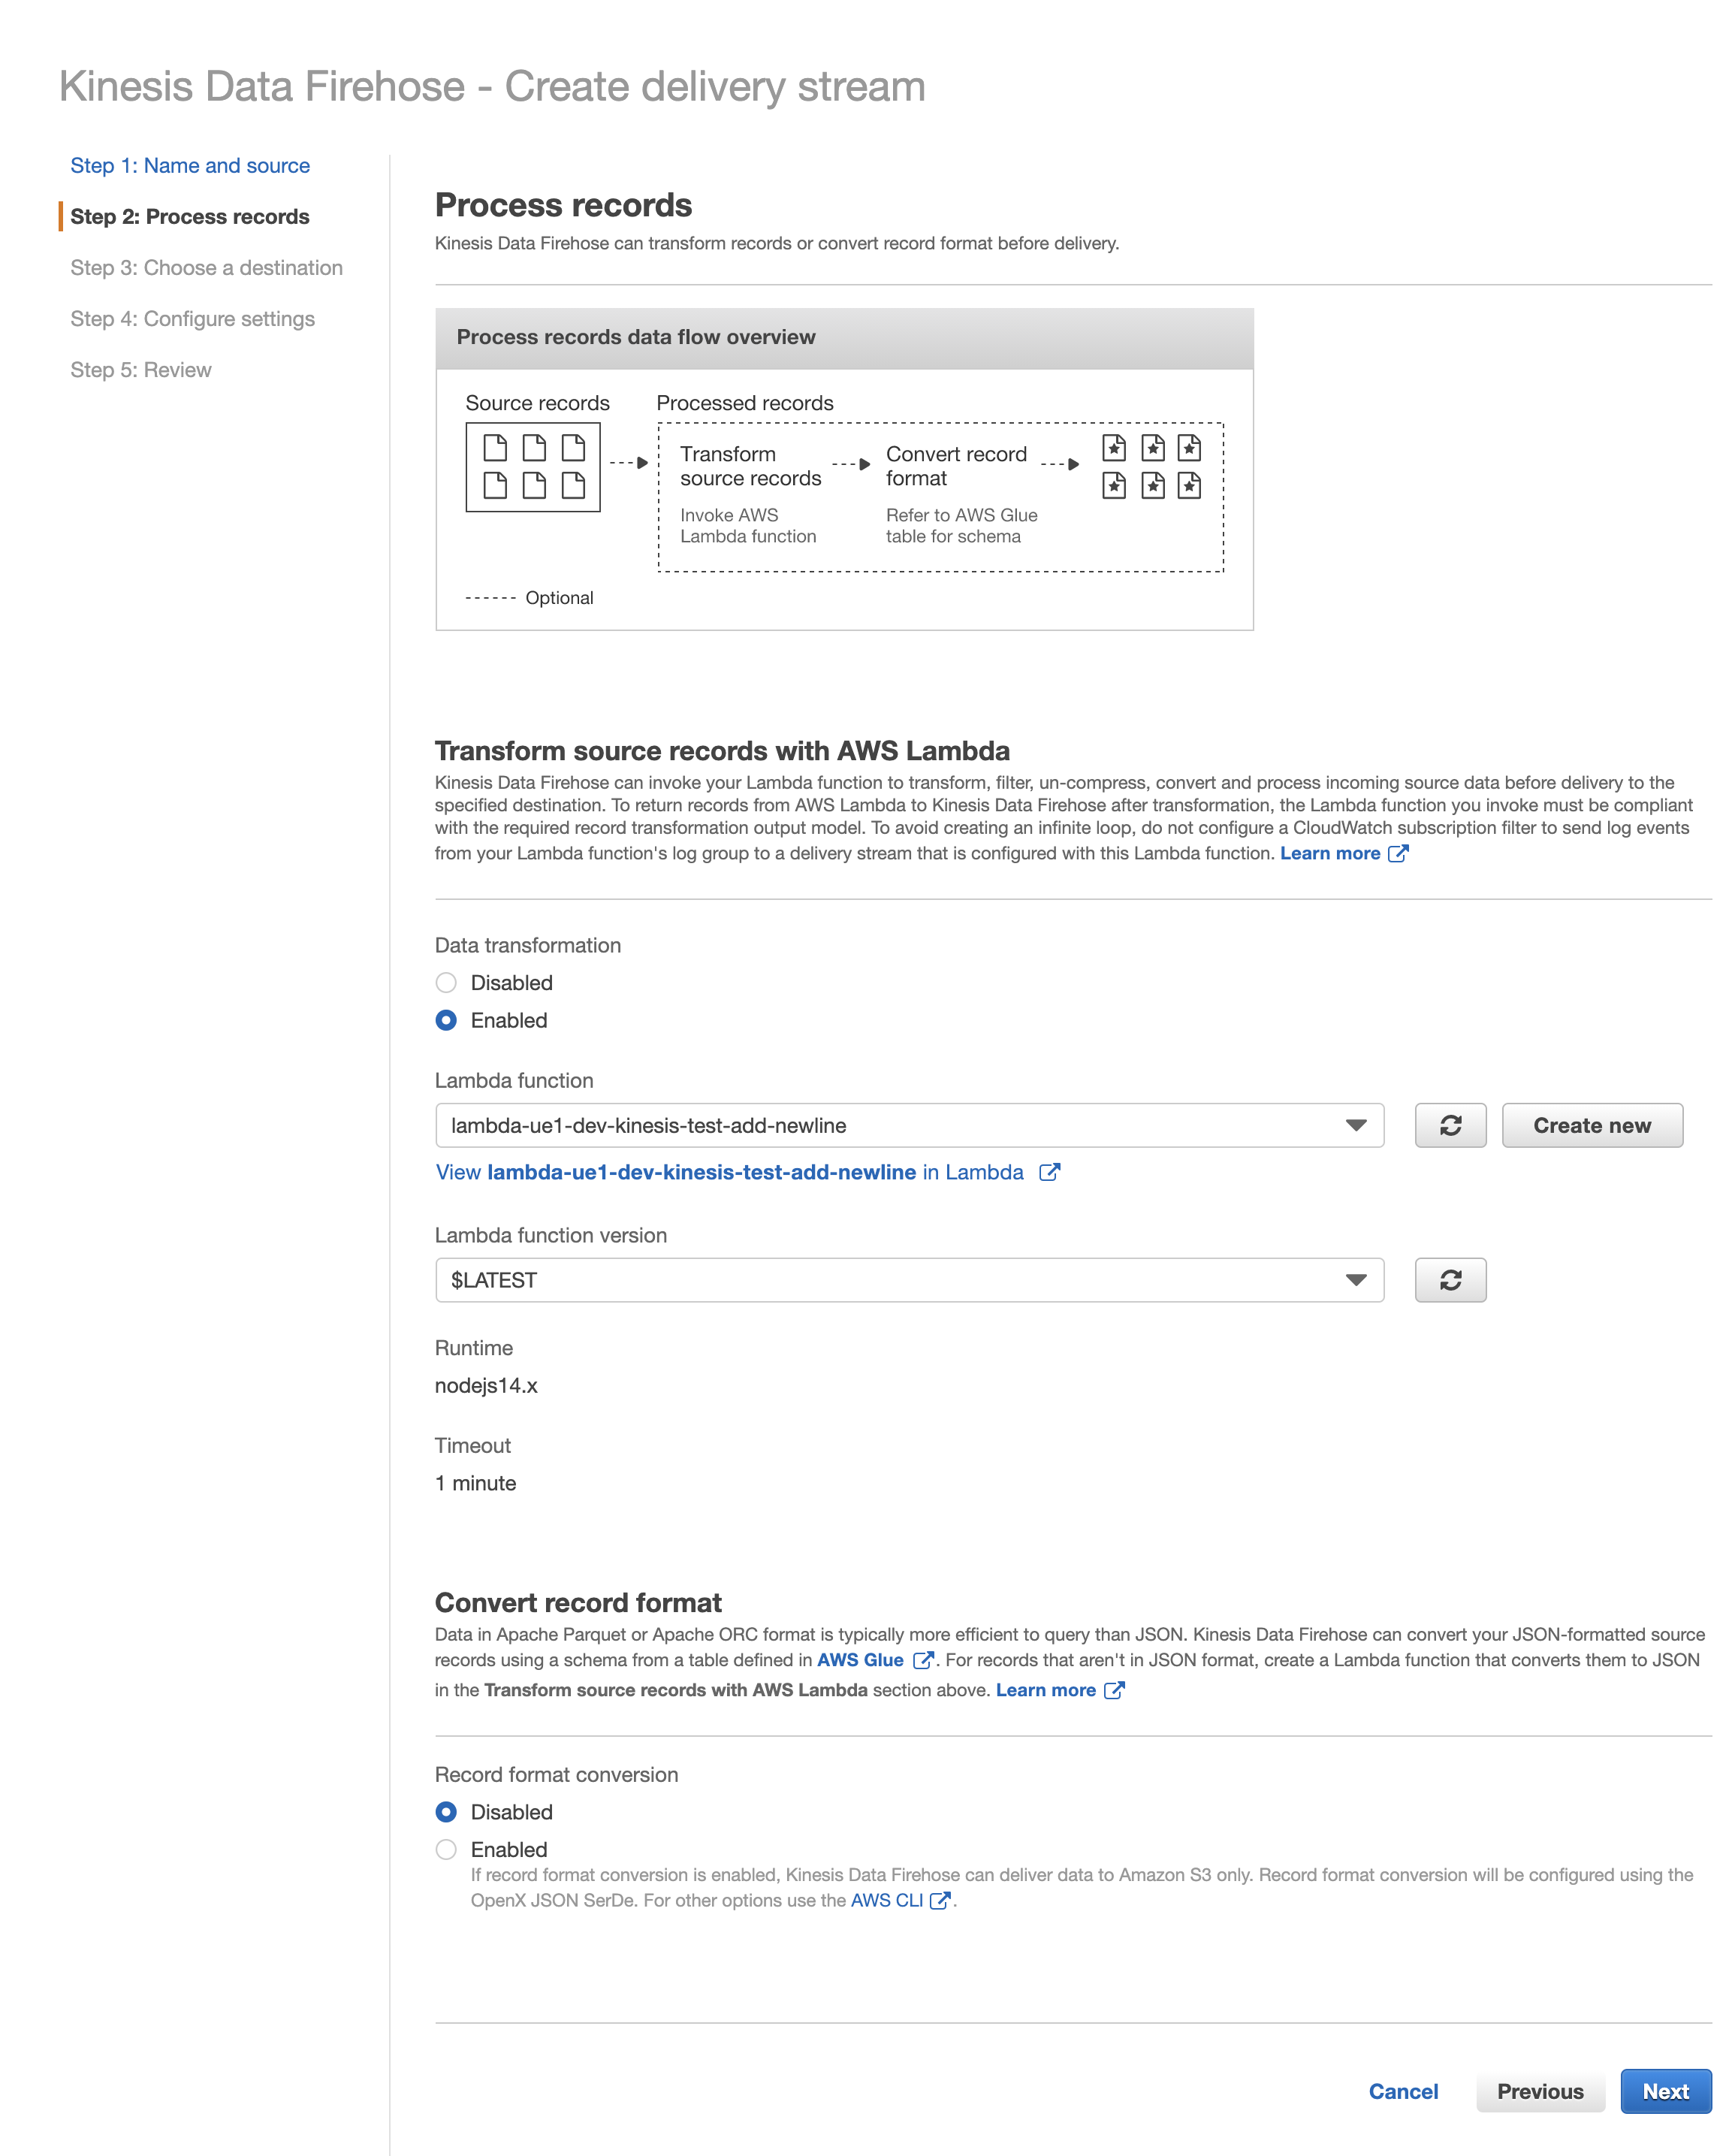 Kinesis Data Firehose - Create delivery stream
Step 1: Name and source
Step 2: Process records
Step 3: Choose a destination
Step 4: Configure settings
Step 5: Review
Process records
Kinesis Data Firehose can transform records or convert record format before delivery.
Process records data flow overview
Source records
Processed records
Transform
source records
Invoke AWS
Lambda function
Convert record
format
Refer to AWS Glue
table for schema
Optional
Transform source records with AWS Lambda
Kinesis Data Firehose can invoke your Lambda function to transform, filter, un-compress, convert and process incoming source data before delivery to the
specified destination. To return records from AWS Lambda to Kinesis Data Firehose after transformation, the Lambda function you invoke must be compliant
with the required record transformation output model. To avoid creating an infinite loop, do not configure a CloudWatch subscription filter to send log events
from your Lambda function's log group to a delivery stream that is configured with this Lambda function. Learn more
Data transformation
Disabled
Enabled
Lambda function
lambda-ue1-dev-kinesis-test-add-newline
Create new
View lambda-ue1-dev-kinesis-test-add-newline in Lambda
Lambda function version
$LATEST
Runtime
nodejs14.x
Timeout
1 minute
Convert record format
Data in Apache Parquet or Apache ORC format is typically more efficient to query than JSON. Kinesis Data Firehose can convert your JSON-formatted source
records using a schema from a table defined in AWS Glue . For records that aren't in JSON format, create a Lambda function that converts them to JSON
in the Transform source records with AWS Lambda section above. Learn more
Record format conversion
Disabled
Enabled
If record format conversion is enabled, Kinesis Data Firehose can deliver data to Amazon S3 only. Record format conversion will be configured using the
OpenX JSON SerDe. For other options use the AWS CLI .
Cancel
Previous
Next